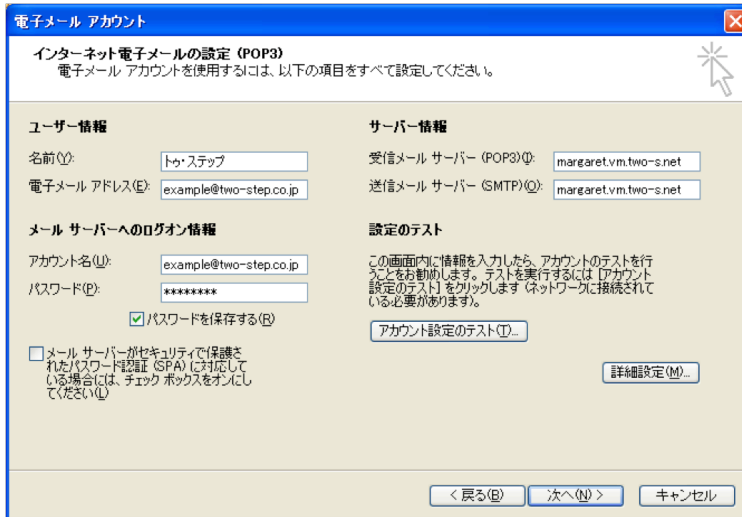 電子メール アカウント
インターネット電子メールの設定 (POP3)
電子メール アカウントを使用するには、以下の項目をすべて設定してください。
ユーザー情報
名前(Y):
トゥ・ステップ
電子メール アドレス(E):
example@two-step.co.jp
メール サーバーへのログオン情報
アカウント名(U):
example@two-step.co.jp
パスワード(P):
********
パスワードを保存する(R)
メール サーバーがセキュリティで保護さ
れたパスワード認証 (SPA) に対応して
いる場合には、チェック ボックスをオンにし
てください(L)
サーバー情報
受信メール サーバー (POP3)(I):
margaret.vm.two-s.net
送信メール サーバー (SMTP)(O):
margaret.vm.two-s.net
設定のテスト
この画面内に情報を入力したら、アカウントのテストを行
うことをお勧めします。テストを実行するには [アカウント
設定のテスト] をクリックします (ネットワークに接続されて
いる必要があります)。
アカウント設定のテスト(T)...
詳細設定(M)...
< 戻る(B)
次へ(N) >
キャンセル